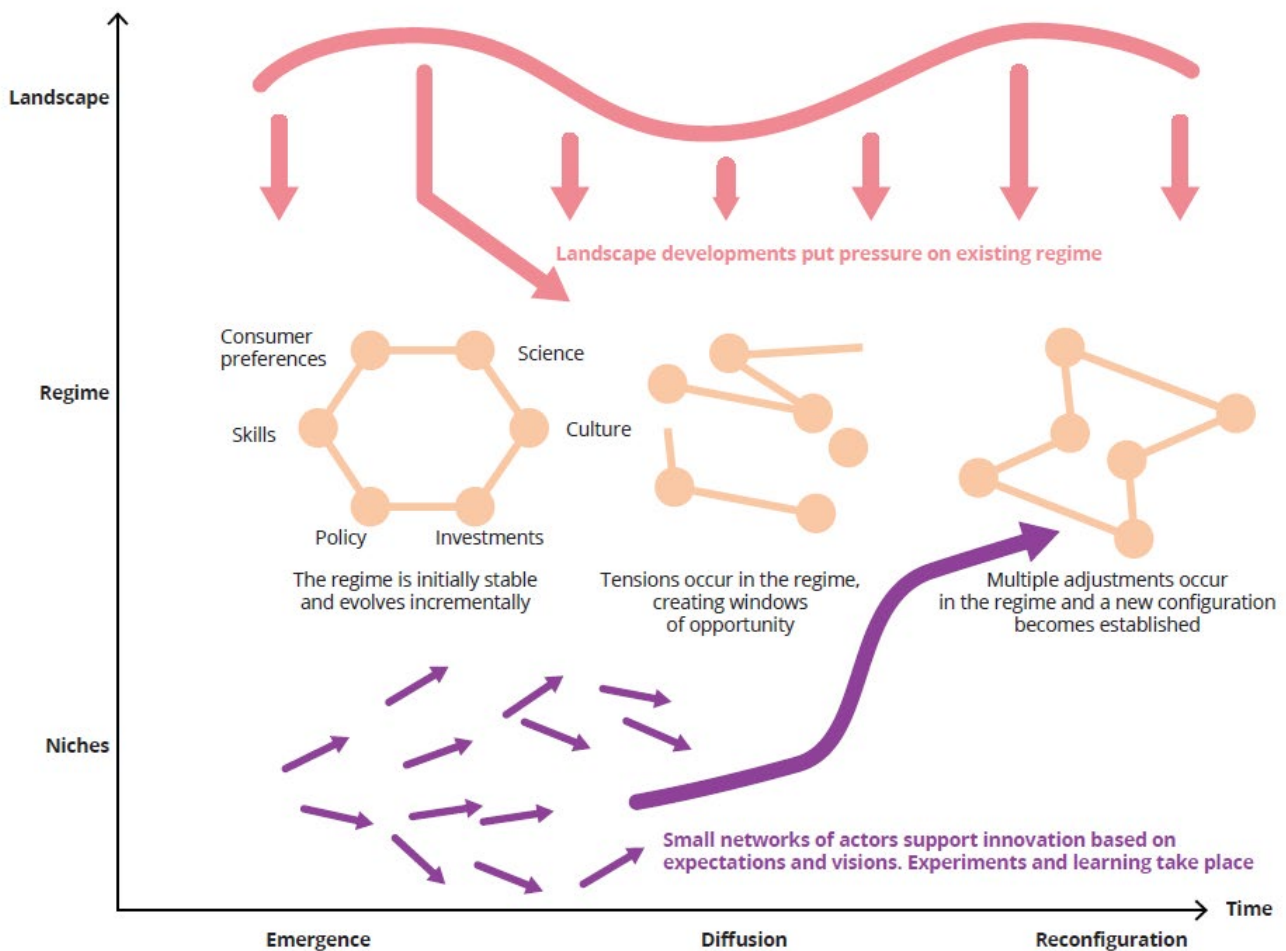 Landscape
Landscape developments put pressure on existing regime
Regime
Consumer
preferences
Science
Skills
Culture
Policy
Investments
The regime is initially stable
and evolves incrementally
Tensions occur in the regime,
creating windows
of opportunity
Multiple adjustments occur
in the regime and a new configuration
becomes established
Niches
Small networks of actors support innovation based on
expectations and visions. Experiments and learning take place
Time
Emergence
Diffusion
Reconfiguration